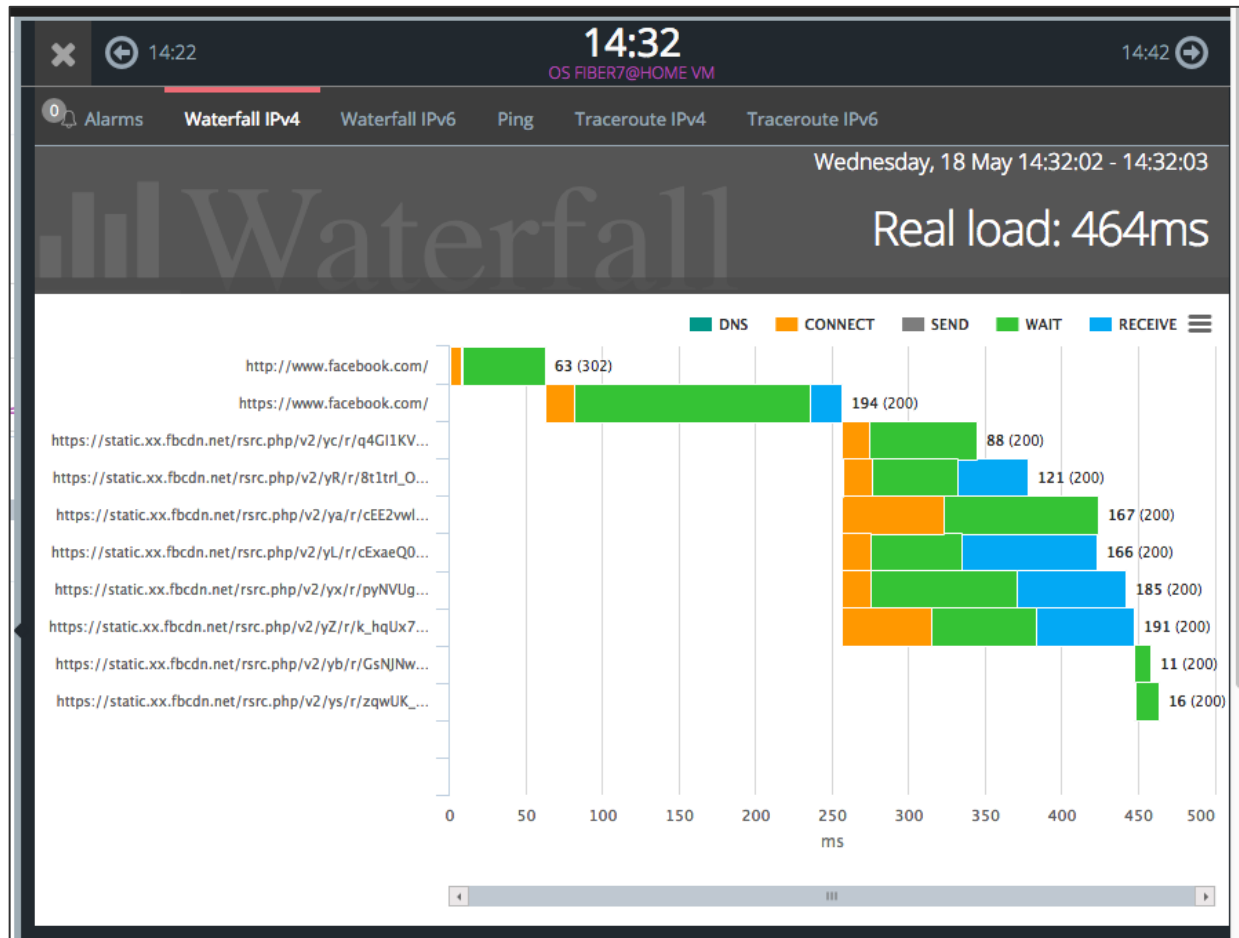 14:22
14:32
14:42
OS FIBER7@HOME VM
0 Alarms Waterfall IPv4 Waterfall IPv6 Ping Traceroute IPv4 Traceroute IPv6
Wednesday, 18 May 14:32:02 - 14:32:03
Waterfall
Real load: 464ms
DNS CONNECT SEND WAIT RECEIVE
http://www.facebook.com/ 63 (302)
https://www.facebook.com/ 194 (200)
https://static.xx.fbcdn.net/rsrc.php/v2/yc/r/q4GI1KV... 88 (200)
https://static.xx.fbcdn.net/rsrc.php/v2/yR/r/8t1trl_O... 121 (200)
https://static.xx.fbcdn.net/rsrc.php/v2/ya/r/cEE2vwl... 167 (200)
https://static.xx.fbcdn.net/rsrc.php/v2/yL/r/cExaeQ0... 166 (200)
https://static.xx.fbcdn.net/rsrc.php/v2/yx/r/pyNVUg... 185 (200)
https://static.xx.fbcdn.net/rsrc.php/v2/yZ/r/k_hqUx7... 191 (200)
https://static.xx.fbcdn.net/rsrc.php/v2/yb/r/GsNJNw... 11 (200)
https://static.xx.fbcdn.net/rsrc.php/v2/ys/r/zqwUK_... 16 (200)
0 50 100 150 200 250 300 350 400 450 500
ms